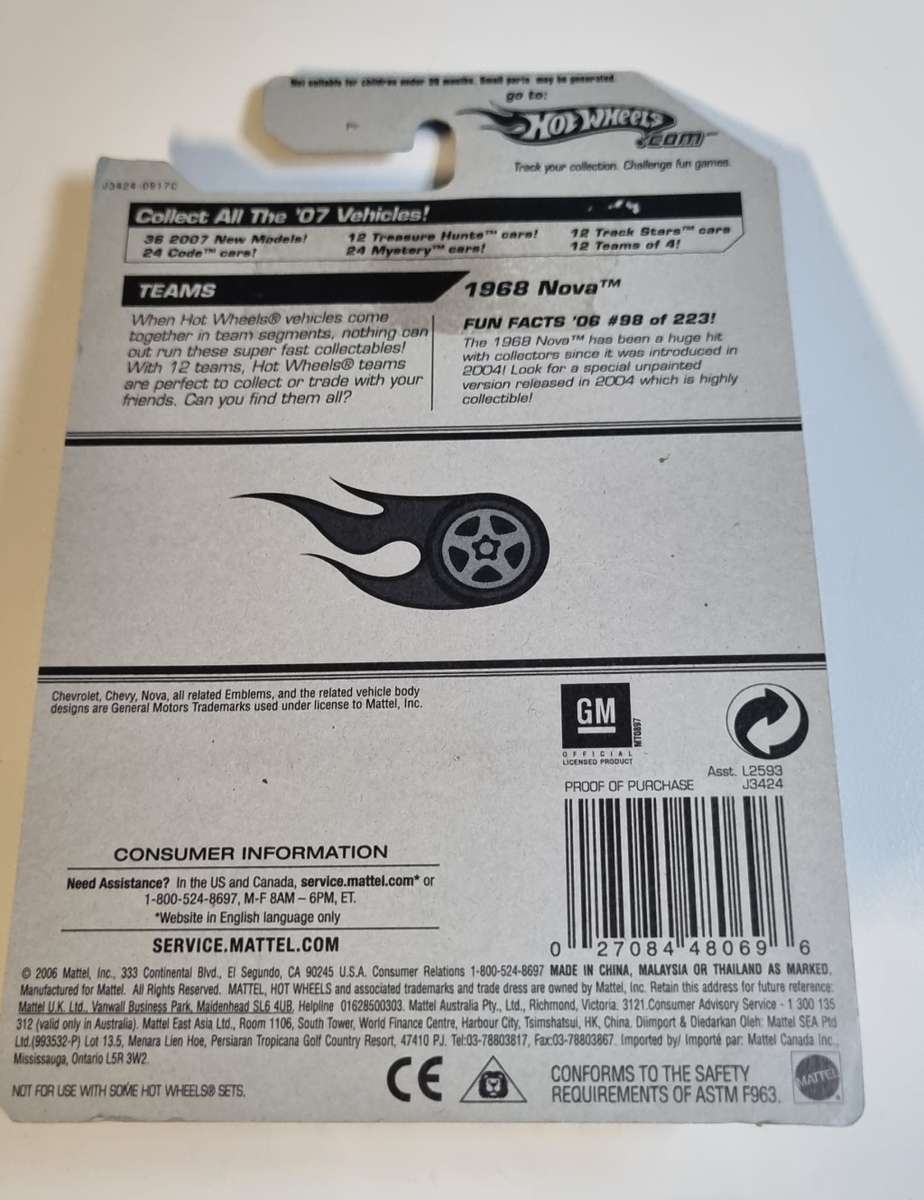 Not suitable for children under 36 months. Small parts may be generated.
go to:
HOT WHEELS
.com™
Track your collection. Challenge fun games.
J3424-0917C
Collect All The '07 Vehicles!
36 2007 New Models!
24 Code™ cars!
12 Treasure Hunts™ cars!
24 Mystery™ cars!
12 Track Stars™ cars
12 Teams of 4!
TEAMS
When Hot Wheels® vehicles come
together in team segments, nothing can
out run these super fast collectables!
With 12 teams, Hot Wheels® teams
are perfect to collect or trade with your
friends. Can you find them all?
1968 Nova™
FUN FACTS '06 #98 of 223!
The 1968 Nova™ has been a huge hit
with collectors since it was introduced in
2004! Look for a special unpainted
version released in 2004 which is highly
collectible!
Chevrolet, Chevy, Nova, all related Emblems, and the related vehicle body
designs are General Motors Trademarks used under license to Mattel, Inc.
GM
OFFICIAL
LICENSED PRODUCT
MT0897
Asst. L2593
J3424
PROOF OF PURCHASE
0 27084 48069 6
CONSUMER INFORMATION
Need Assistance? In the US and Canada, service.mattel.com* or
1-800-524-8697, M-F 8AM – 6PM, ET.
*Website in English language only
SERVICE.MATTEL.COM
© 2006 Mattel, Inc., 333 Continental Blvd., El Segundo, CA 90245 U.S.A. Consumer Relations 1-800-524-8697 MADE IN CHINA, MALAYSIA OR THAILAND AS MARKED.
Manufactured for Mattel. All Rights Reserved. MATTEL, HOT WHEELS and associated trademarks and trade dress are owned by Mattel, Inc. Retain this address for future reference:
Mattel U.K. Ltd., Vanwall Business Park, Maidenhead SL6 4UB, Helpline 01628500303. Mattel Australia Pty., Ltd., Richmond, Victoria. 3121.Consumer Advisory Service - 1 300 135
312 (valid only in Australia). Mattel East Asia Ltd., Room 1106, South Tower, World Finance Centre, Harbour City, Tsimshatsui, HK, China. Diimport & Diedarkan Oleh: Mattel SEA Ptd
Ltd.(993532-P) Lot 13.5, Menara Lien Hoe, Persiaran Tropicana Golf Country Resort, 47410 PJ. Tel:03-78803817, Fax:03-78803867. Imported by/ Importé par: Mattel Canada Inc.,
Mississauga, Ontario L5R 3W2.
NOT FOR USE WITH SOME HOT WHEELS® SETS.
CE
CONFORMS TO THE SAFETY
REQUIREMENTS OF ASTM F963.
MATTEL